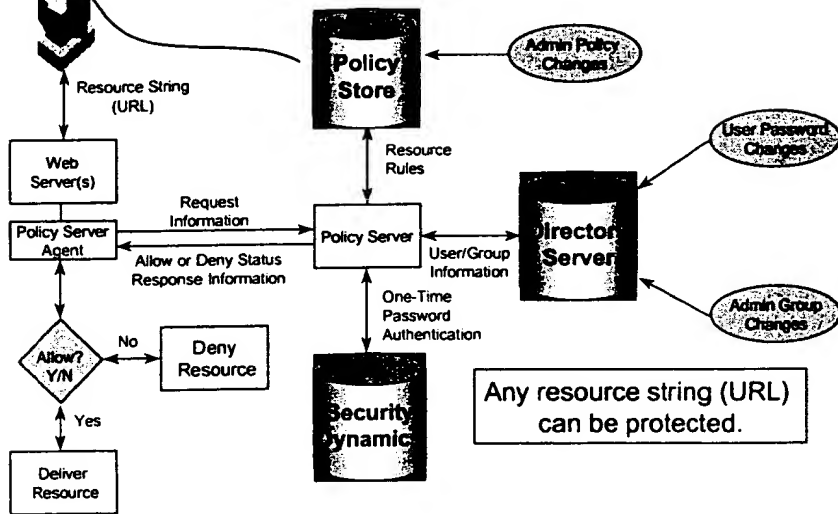 Policy
Store
Admin Policy
Changes
Resource String
(URL)
User Password
Changes
Web
Server(s)
Resource
Rules
Request
Information
Policy Server
Agent
Policy Server
Director
Server
Allow or Deny Status
Response Information
User/Group
Information
One-Time
Password
Authentication
Admin Group
Changes
Allow?
Y/N
No
Deny
Resource
Yes
Security
Dynamic
Any resource string (URL)
can be protected.
Deliver
Resource